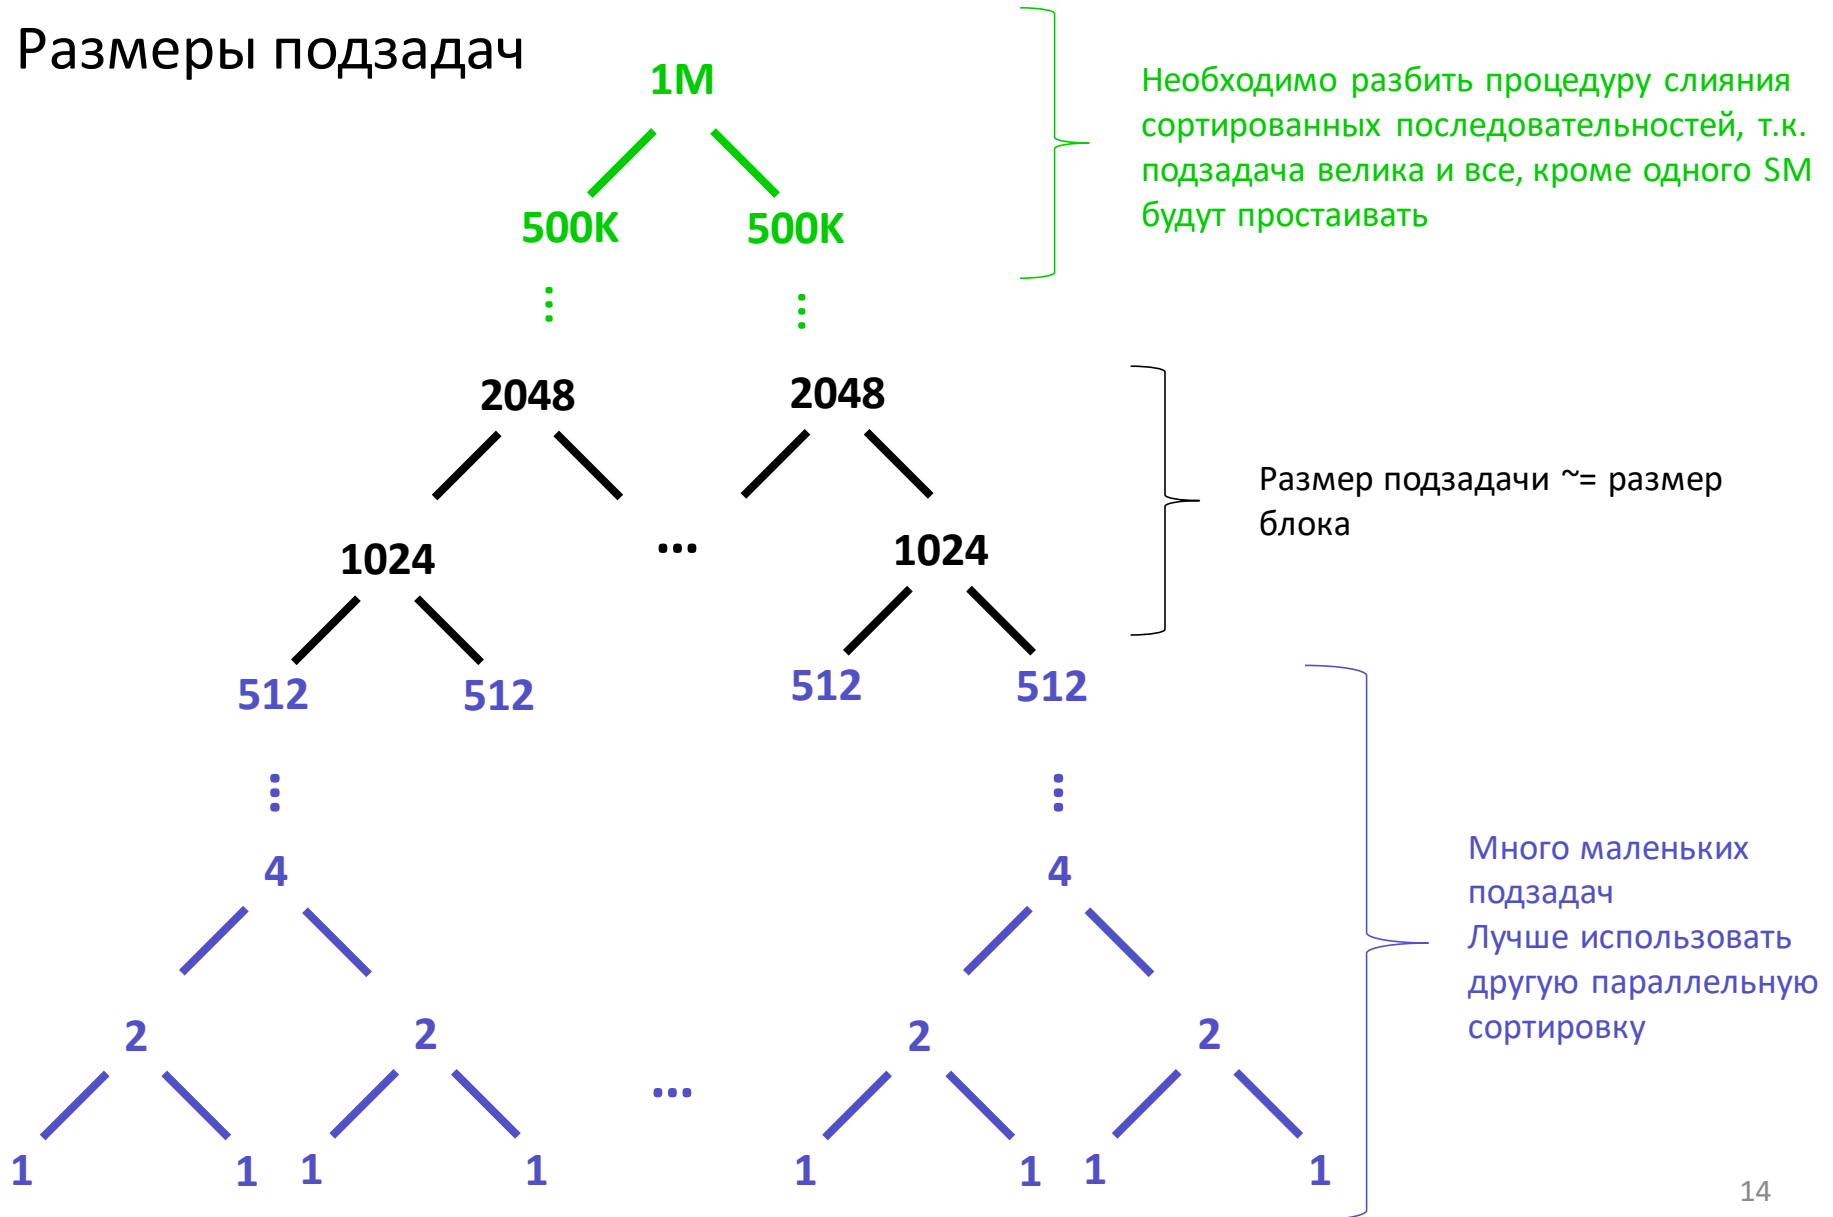 Размеры подзадач
1M
Необходимо разбить процедуру слияния
сортированных последовательностей, т.к.
подзадача велика и все, кроме одного SM
будут простаивать
500K 500K
... ...
2048 2048
Размер подзадачи ~= размер
блока
1024 ... 1024
512 512 512 512
... ...
Много маленьких
подзадач
Лучше использовать
другую параллельную
сортировку
4 4
2 2 2 2
...
1 1 1 1 1 1 1 1
14